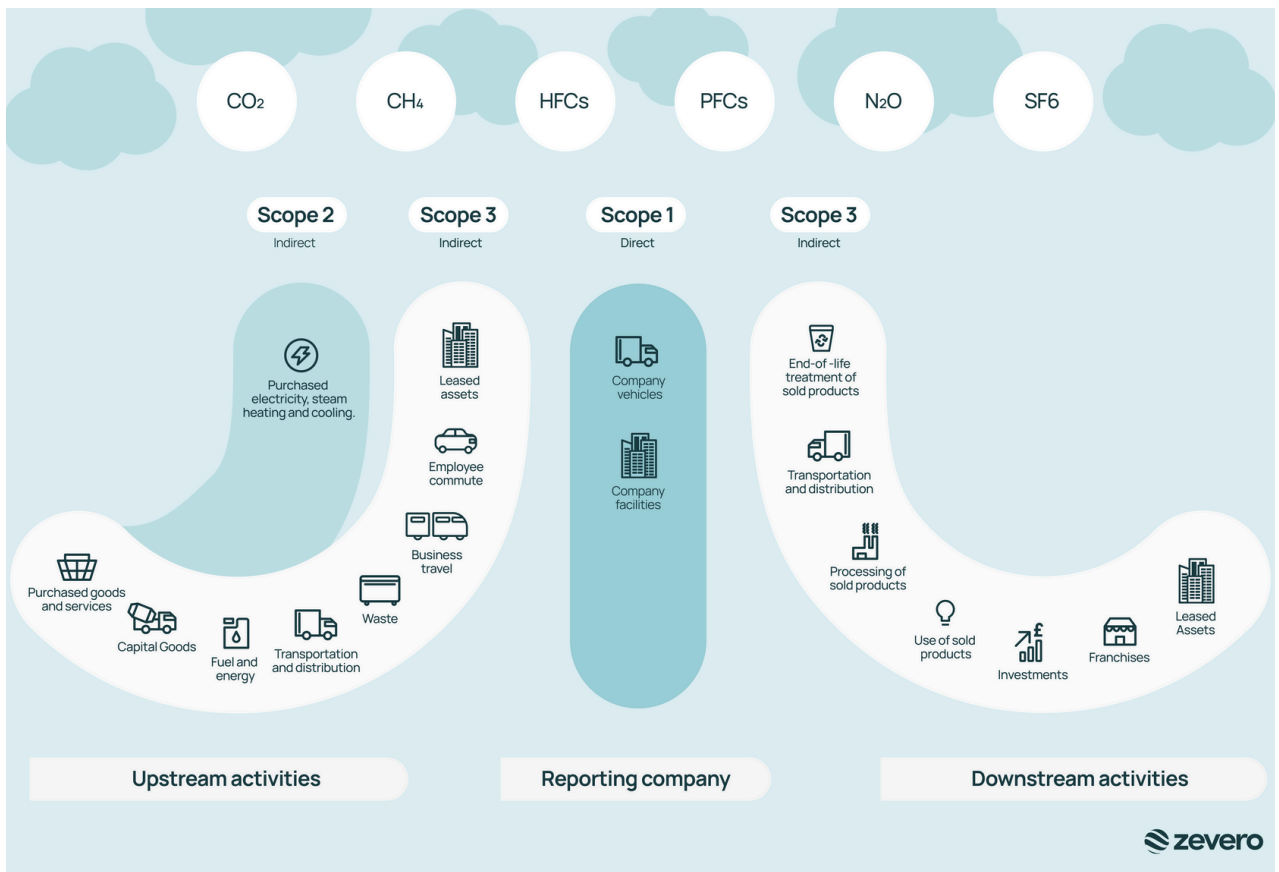 CO₂
CH₄
HFCs
PFCs
N₂O
SF6
Scope 2
Indirect
Scope 3
Indirect
Scope 1
Direct
Scope 3
Indirect
Purchased
electricity, steam
heating and cooling.
Leased
assets
Employee
commute
Business
travel
Waste
Transportation
and distribution
Fuel and
energy
Capital Goods
Purchased goods
and services
Company
vehicles
Company
facilities
End-of -life
treatment of
sold products
Transportation
and distribution
Processing of
sold products
Use of sold
products
£
Investments
Franchises
Leased
Assets
Upstream activities
Reporting company
Downstream activities
zevero